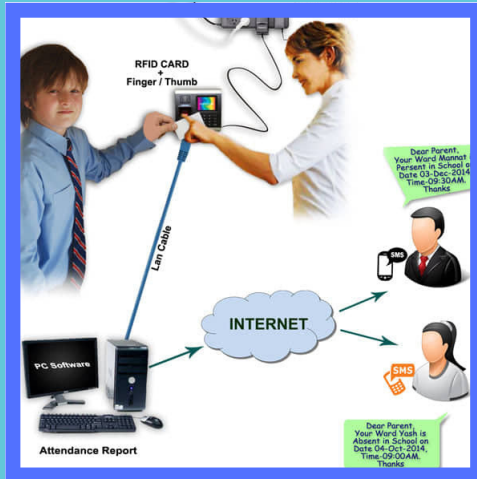 RFID CARD
+
Finger / Thumb
Dear Parent,
Your Ward Mannat
Persent in School o
Date 03-Dec-2014
Time-09:30AM.
Thanks
Lan Cable
SMS
INTERNET
PC Software
SMS
Attendance Report
Dear Parent,
Your Ward Yash is
Absent in School on
Date 04-Oct-2014,
Time-09:00AM.
Thanks